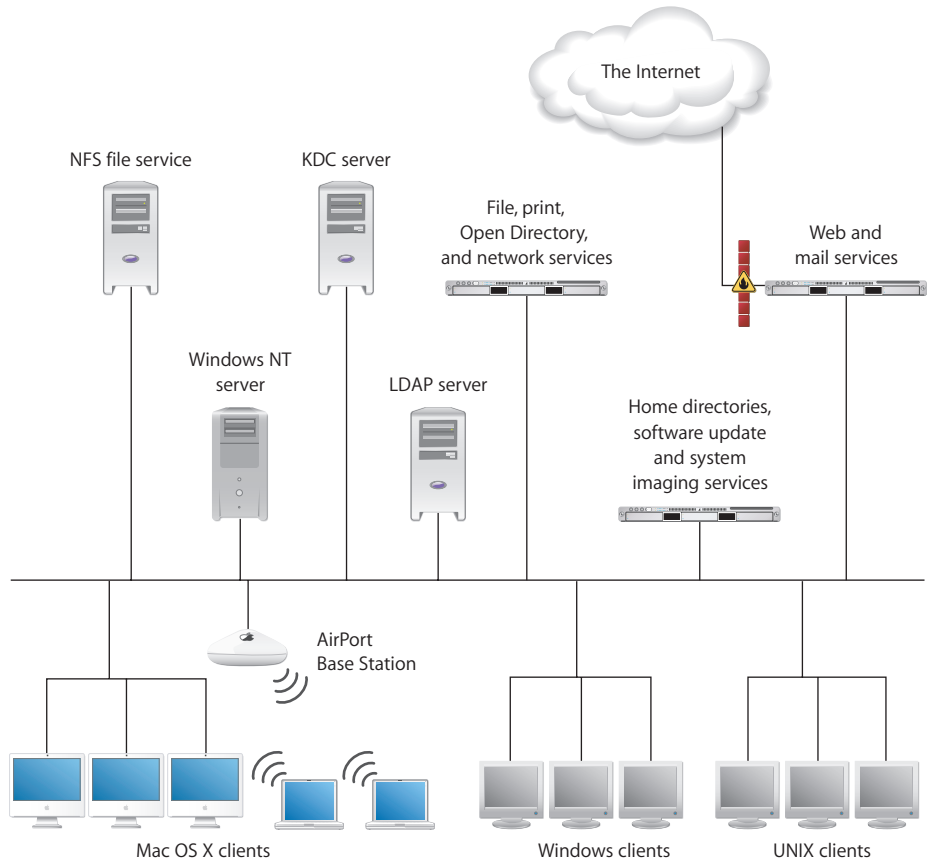 The Internet
NFS file service
KDC server
File, print,
Open Directory,
and network services
Web and
mail services
Windows NT
server
LDAP server
Home directories,
software update
and system
imaging services
AirPort
Base Station
Mac OS X clients
Windows clients
UNIX clients